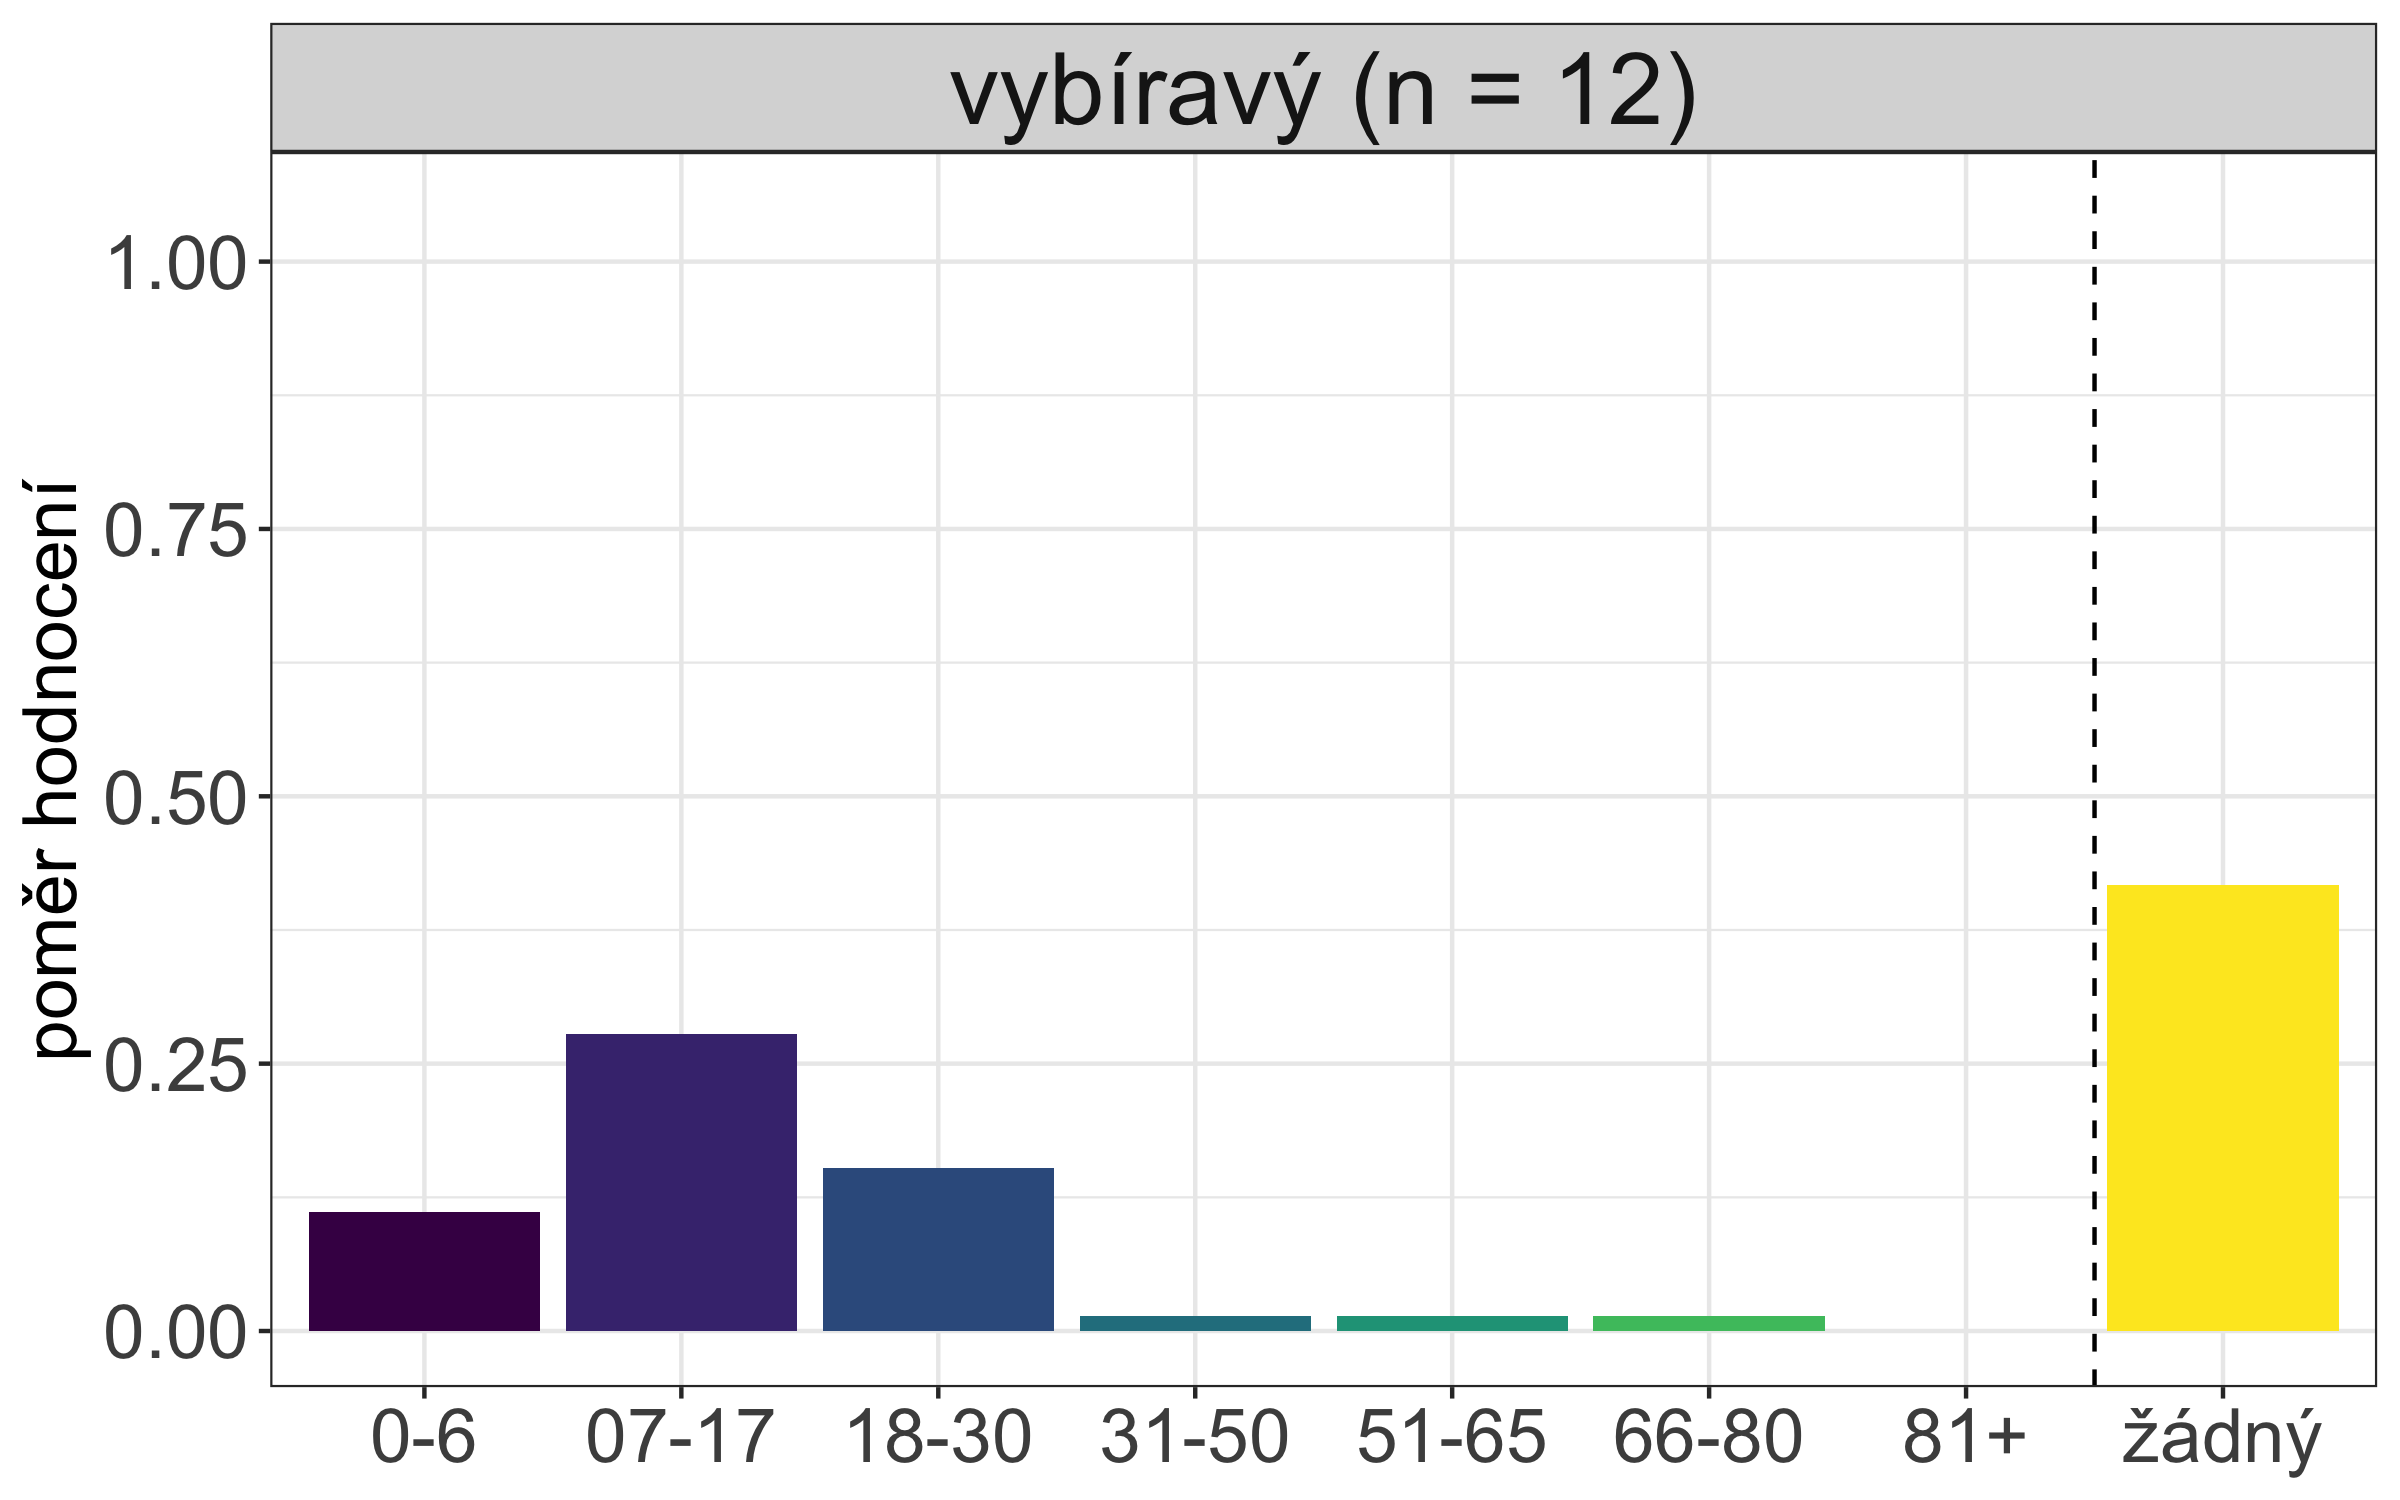 vybíravý (n = 12)
poměr hodnocení
1.00
0.75
0.50
0.25
0.00
0-6 07-17 18-30 31-50 51-65 66-80 81+ žádný